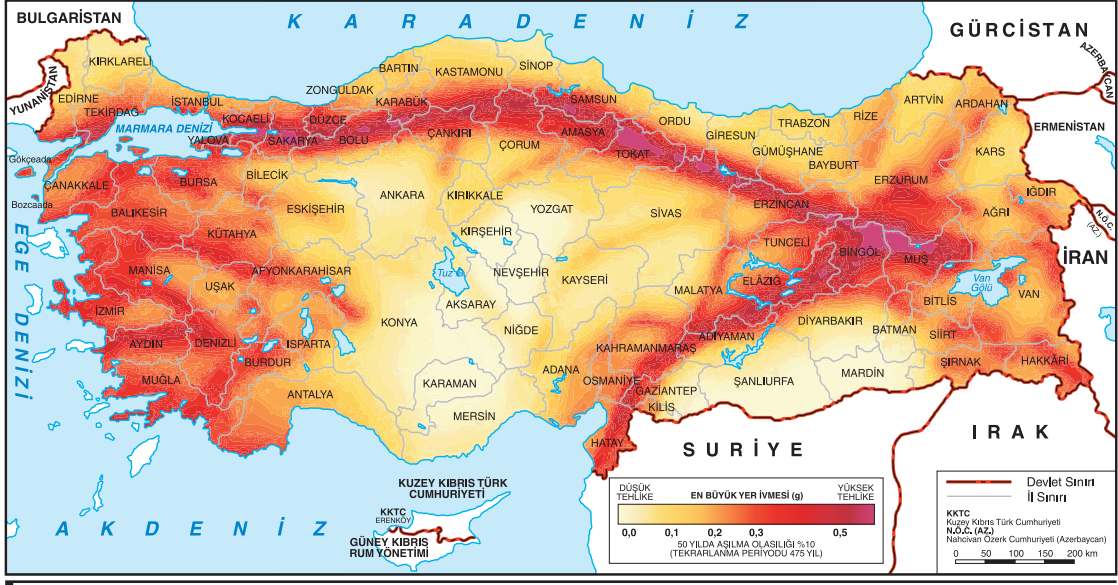 BULGARİSTAN
K A R A D E N İ Z
GÜRCİSTAN
AZERBAYCAN
YUNANİSTAN
ERMENİSTAN
N.Ö.C.
(AZ.)
İRAN
KIRKLARELİ
EDİRNE
TEKİRDAĞ
İSTANBUL
MARMARA DENİZİ
KOCAELİ
YALOVA
SAKARYA
DÜZCE
BOLU
ZONGULDAK
BARTIN
KARABÜK
KASTAMONU
SİNOP
SAMSUN
ÇANKIRI
ÇORUM
AMASYA
TOKAT
ORDU
GİRESUN
TRABZON
GÜMÜŞHANE
BAYBURT
RİZE
ARTVİN
ARDAHAN
KARS
IĞDIR
AĞRI
ERZURUM
ERZİNCAN
Gökçeada
Bozcaada
ÇANAKKALE
BURSA
BİLECİK
BALIKESİR
KÜTAHYA
ESKİŞEHİR
ANKARA
KIRIKKALE
YOZGAT
SİVAS
KIRŞEHİR
NEVŞEHİR
KAYSERİ
TUNCELİ
BİNGÖL
MUŞ
ELÂZIĞ
MALATYA
BİTLİS
Van
Gölü
VAN
EGE DENİZİ
MANİSA
UŞAK
AFYONKARAHİSAR
İZMİR
AYDIN
DENİZLİ
MUĞLA
BURDUR
ISPARTA
ANTALYA
KONYA
Tuz G.
AKSARAY
NİĞDE
KARAMAN
MERSİN
ADANA
OSMANİYE
KAHRAMANMARAŞ
ADIYAMAN
GAZİANTEP
KİLİS
HATAY
ŞANLIURFA
DİYARBAKIR
BATMAN
MARDİN
SİİRT
ŞIRNAK
HAKKÂRİ
S U R İ Y E
I R A K
A K D E N İ Z
KUZEY KIBRIS TÜRK
CUMHURİYETİ
KKTC
ERENKÖY
GÜNEY KIBRIS
RUM YÖNETİMİ
DÜŞÜK
TEHLİKE
EN BÜYÜK YER İVMESİ (g)
YÜKSEK
TEHLİKE
0,0 0,1 0,2 0,3 0,5
50 YILDA AŞILMA OLASILIĞI %10
(TEKRARLANMA PERİYODU 475 YIL)
Devlet Sınırı
İl Sınırı
KKTC
Kuzey Kıbrıs Türk Cumhuriyeti
N.Ö.C. (AZ.)
Nahcivan Özerk Cumhuriyeti (Azerbaycan)
0 50 100 150 200 km